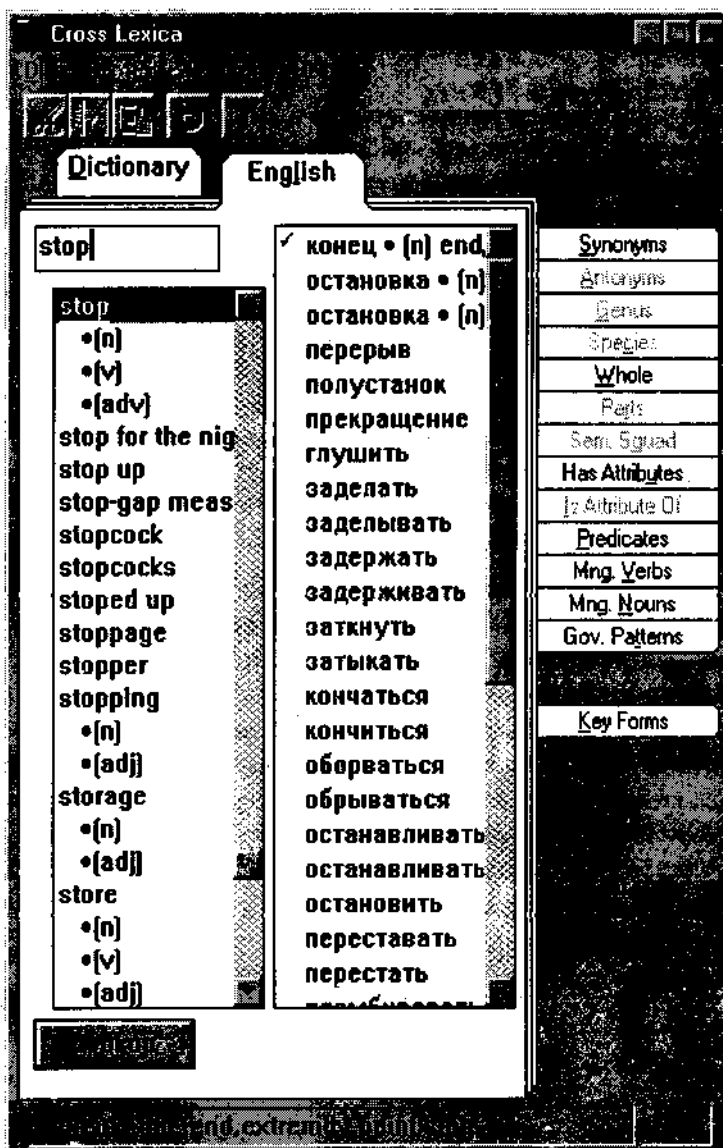 Cross Lexica
Dictionary
English
stop
stop
•(n)
•(v)
•(adv)
stop for the nig
stop up
stop-gap meas
stopcock
stopcocks
stoped up
stoppage
stopper
stopping
•(n)
•(adj)
storage
•(n)
•(adj)
store
•(n)
•(v)
•(adj)
✓ конец • (n) end,
остановка • (n)
остановка • (n)
перерыв
полустанок
прекращение
глушить
заделать
заделывать
задержать
задерживать
заткнуть
затыкать
кончаться
кончиться
оборваться
обрываться
останавливать
останавливать
остановить
переставать
перестать
Synonyms
Antonyms
Genus
Species
Whole
Parts
Sem. Squad
Has Attributes
Is Attribute Of
Predicates
Mng. Verbs
Mng. Nouns
Gov. Patterns
Key Forms
end, extremity, point